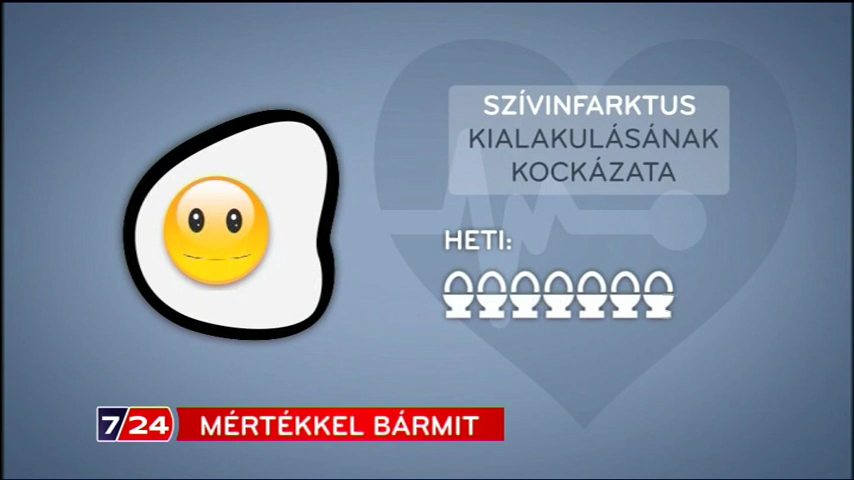 SZÍVINFARKTUS
KIALAKULÁSÁNAK
KOCKÁZATA
HETI:
7/24 MÉRTÉKKEL BÁRMIT